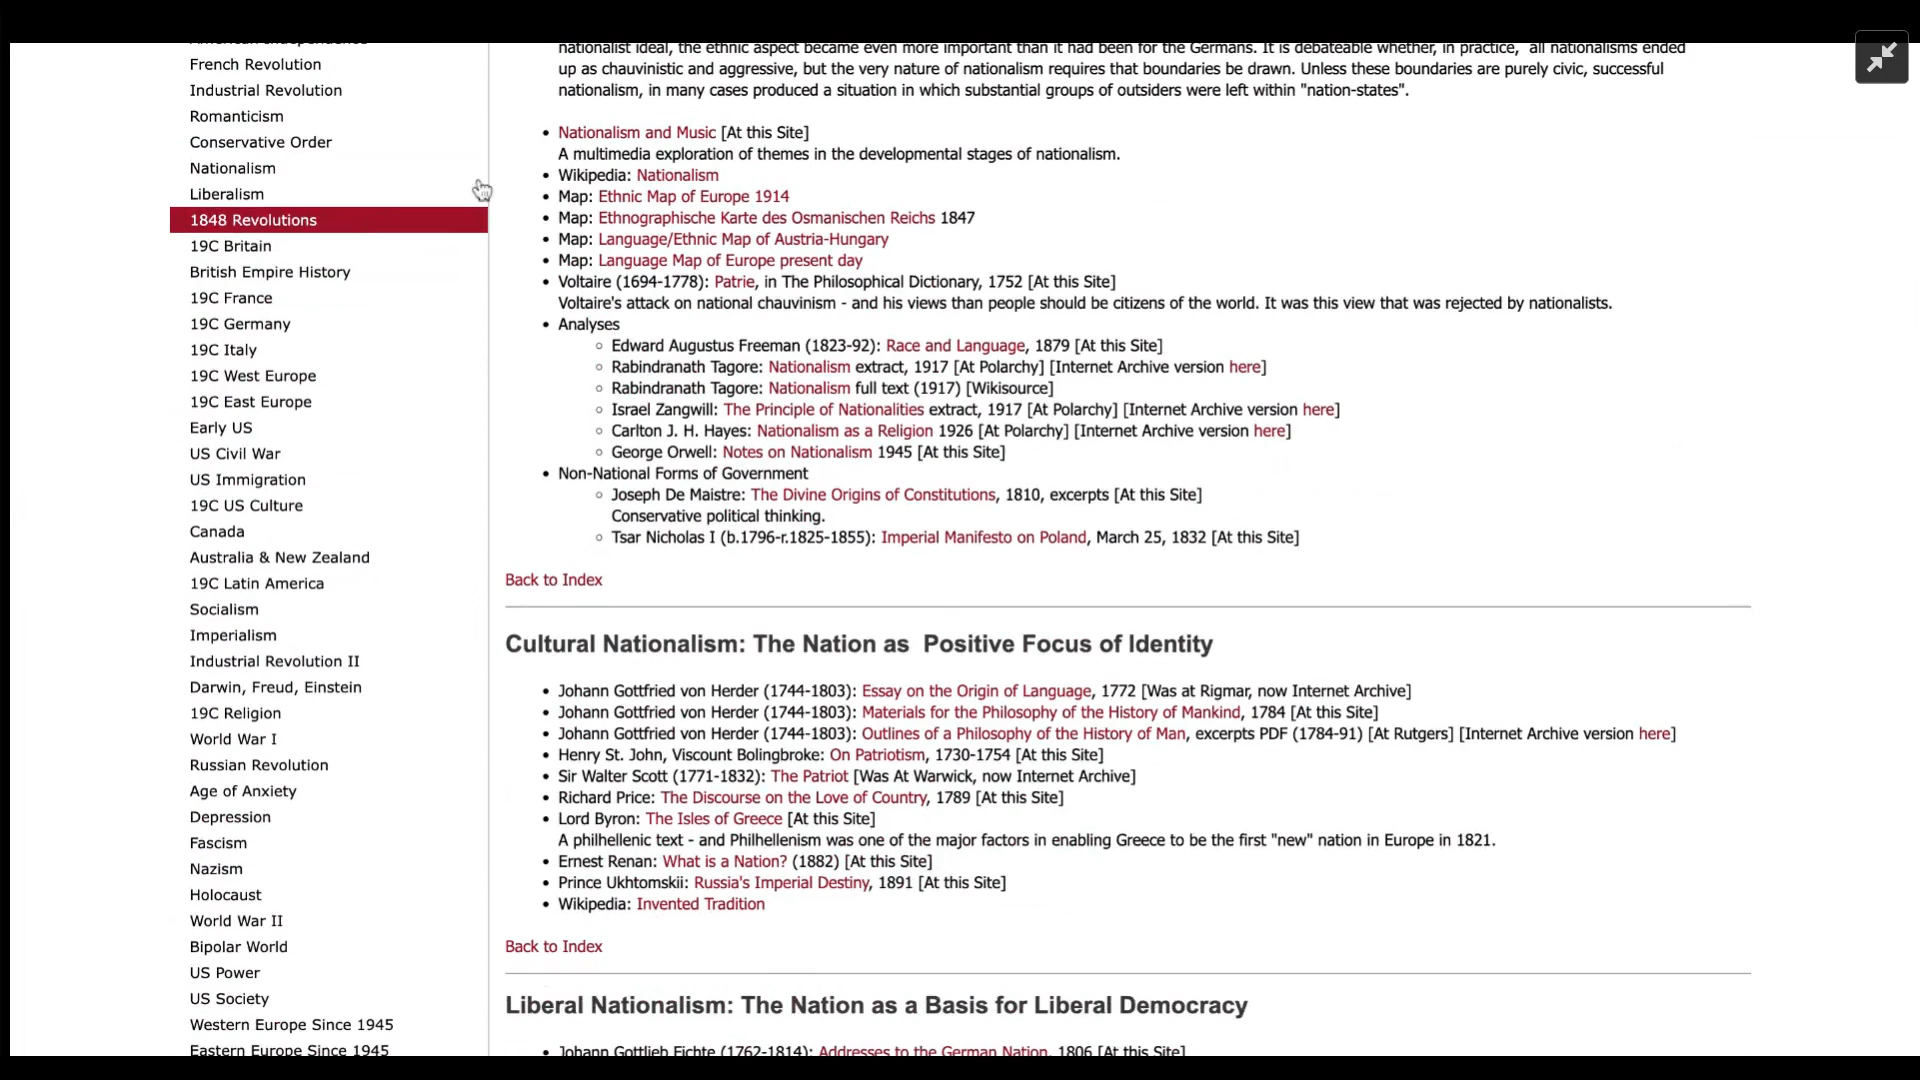 American Independence
French Revolution
Industrial Revolution
Romanticism
Conservative Order
Nationalism
Liberalism
1848 Revolutions
19C Britain
British Empire History
19C France
19C Germany
19C Italy
19C West Europe
19C East Europe
Early US
US Civil War
US Immigration
19C US Culture
Canada
Australia & New Zealand
19C Latin America
Socialism
Imperialism
Industrial Revolution II
Darwin, Freud, Einstein
19C Religion
World War I
Russian Revolution
Age of Anxiety
Depression
Fascism
Nazism
Holocaust
World War II
Bipolar World
US Power
US Society
Western Europe Since 1945
Eastern Europe Since 1945
nationalist ideal, the ethnic aspect became even more important than it had been for the Germans. It is debateable whether, in practice, all nationalisms ended
up as chauvinistic and aggressive, but the very nature of nationalism requires that boundaries be drawn. Unless these boundaries are purely civic, successful
nationalism, in many cases produced a situation in which substantial groups of outsiders were left within "nation-states".
• Nationalism and Music [At this Site]
A multimedia exploration of themes in the developmental stages of nationalism.
• Wikipedia: Nationalism
• Map: Ethnic Map of Europe 1914
• Map: Ethnographische Karte des Osmanischen Reichs 1847
• Map: Language/Ethnic Map of Austria-Hungary
• Map: Language Map of Europe present day
• Voltaire (1694-1778): Patrie, in The Philosophical Dictionary, 1752 [At this Site]
Voltaire's attack on national chauvinism - and his views than people should be citizens of the world. It was this view that was rejected by nationalists.
• Analyses
◦ Edward Augustus Freeman (1823-92): Race and Language, 1879 [At this Site]
◦ Rabindranath Tagore: Nationalism extract, 1917 [At Polarchy] [Internet Archive version here]
◦ Rabindranath Tagore: Nationalism full text (1917) [Wikisource]
◦ Israel Zangwill: The Principle of Nationalities extract, 1917 [At Polarchy] [Internet Archive version here]
◦ Carlton J. H. Hayes: Nationalism as a Religion 1926 [At Polarchy] [Internet Archive version here]
◦ George Orwell: Notes on Nationalism 1945 [At this Site]
• Non-National Forms of Government
◦ Joseph De Maistre: The Divine Origins of Constitutions, 1810, excerpts [At this Site]
Conservative political thinking.
◦ Tsar Nicholas I (b.1796-r.1825-1855): Imperial Manifesto on Poland, March 25, 1832 [At this Site]
Back to Index
Cultural Nationalism: The Nation as Positive Focus of Identity
• Johann Gottfried von Herder (1744-1803): Essay on the Origin of Language, 1772 [Was at Rigmar, now Internet Archive]
• Johann Gottfried von Herder (1744-1803): Materials for the Philosophy of the History of Mankind, 1784 [At this Site]
• Johann Gottfried von Herder (1744-1803): Outlines of a Philosophy of the History of Man, excerpts PDF (1784-91) [At Rutgers] [Internet Archive version here]
• Henry St. John, Viscount Bolingbroke: On Patriotism, 1730-1754 [At this Site]
• Sir Walter Scott (1771-1832): The Patriot [Was At Warwick, now Internet Archive]
• Richard Price: The Discourse on the Love of Country, 1789 [At this Site]
• Lord Byron: The Isles of Greece [At this Site]
A philhellenic text - and Philhellenism was one of the major factors in enabling Greece to be the first "new" nation in Europe in 1821.
• Ernest Renan: What is a Nation? (1882) [At this Site]
• Prince Ukhtomskii: Russia's Imperial Destiny, 1891 [At this Site]
• Wikipedia: Invented Tradition
Back to Index
Liberal Nationalism: The Nation as a Basis for Liberal Democracy
• Johann Gottlieb Fichte (1762-1814): Addresses to the German Nation, 1806 [At this Site]